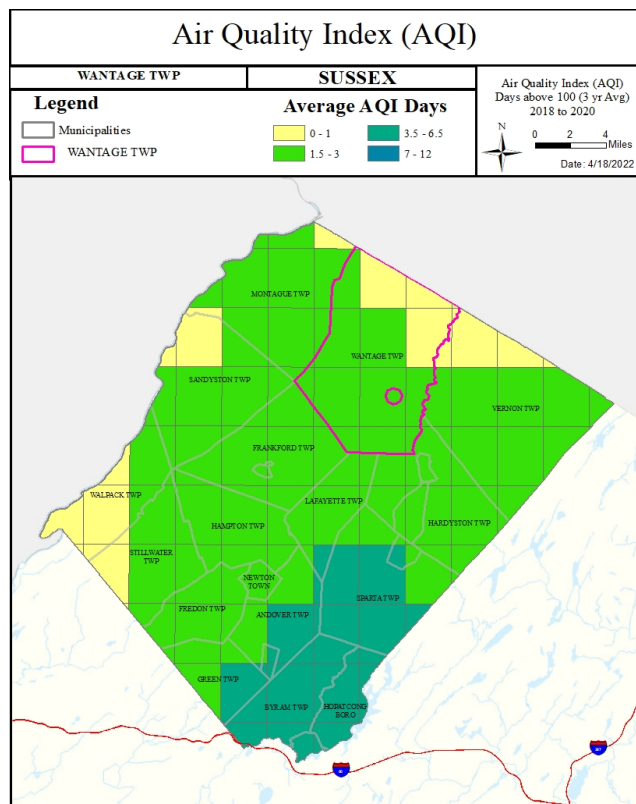 Air Quality Index (AQI)
WANTAGE TWP
SUSSEX
Legend
Municipalities
WANTAGE TWP
Average AQI Days
0 - 1
3.5 - 6.5
1.5 - 3
7 - 12
Air Quality Index (AQI)
Days above 100 (3 yr Avg)
2018 to 2020
N
0 2 4
Miles
Date: 4/18/2022
MONTAGUE TWP
WANTAGE TWP
SANDYSTON TWP
VERNON TWP
FRANKFORD TWP
WALPACK TWP
LAFAYETTE TWP
HAMPTON TWP
HARDYSTON TWP
STILLWATER
TWP
NEWTON
TOWN
SPARTA TWP
FREDON TWP
ANDOVER TWP
GREEN TWP
BYRAM TWP
HOPATCONG
BORO